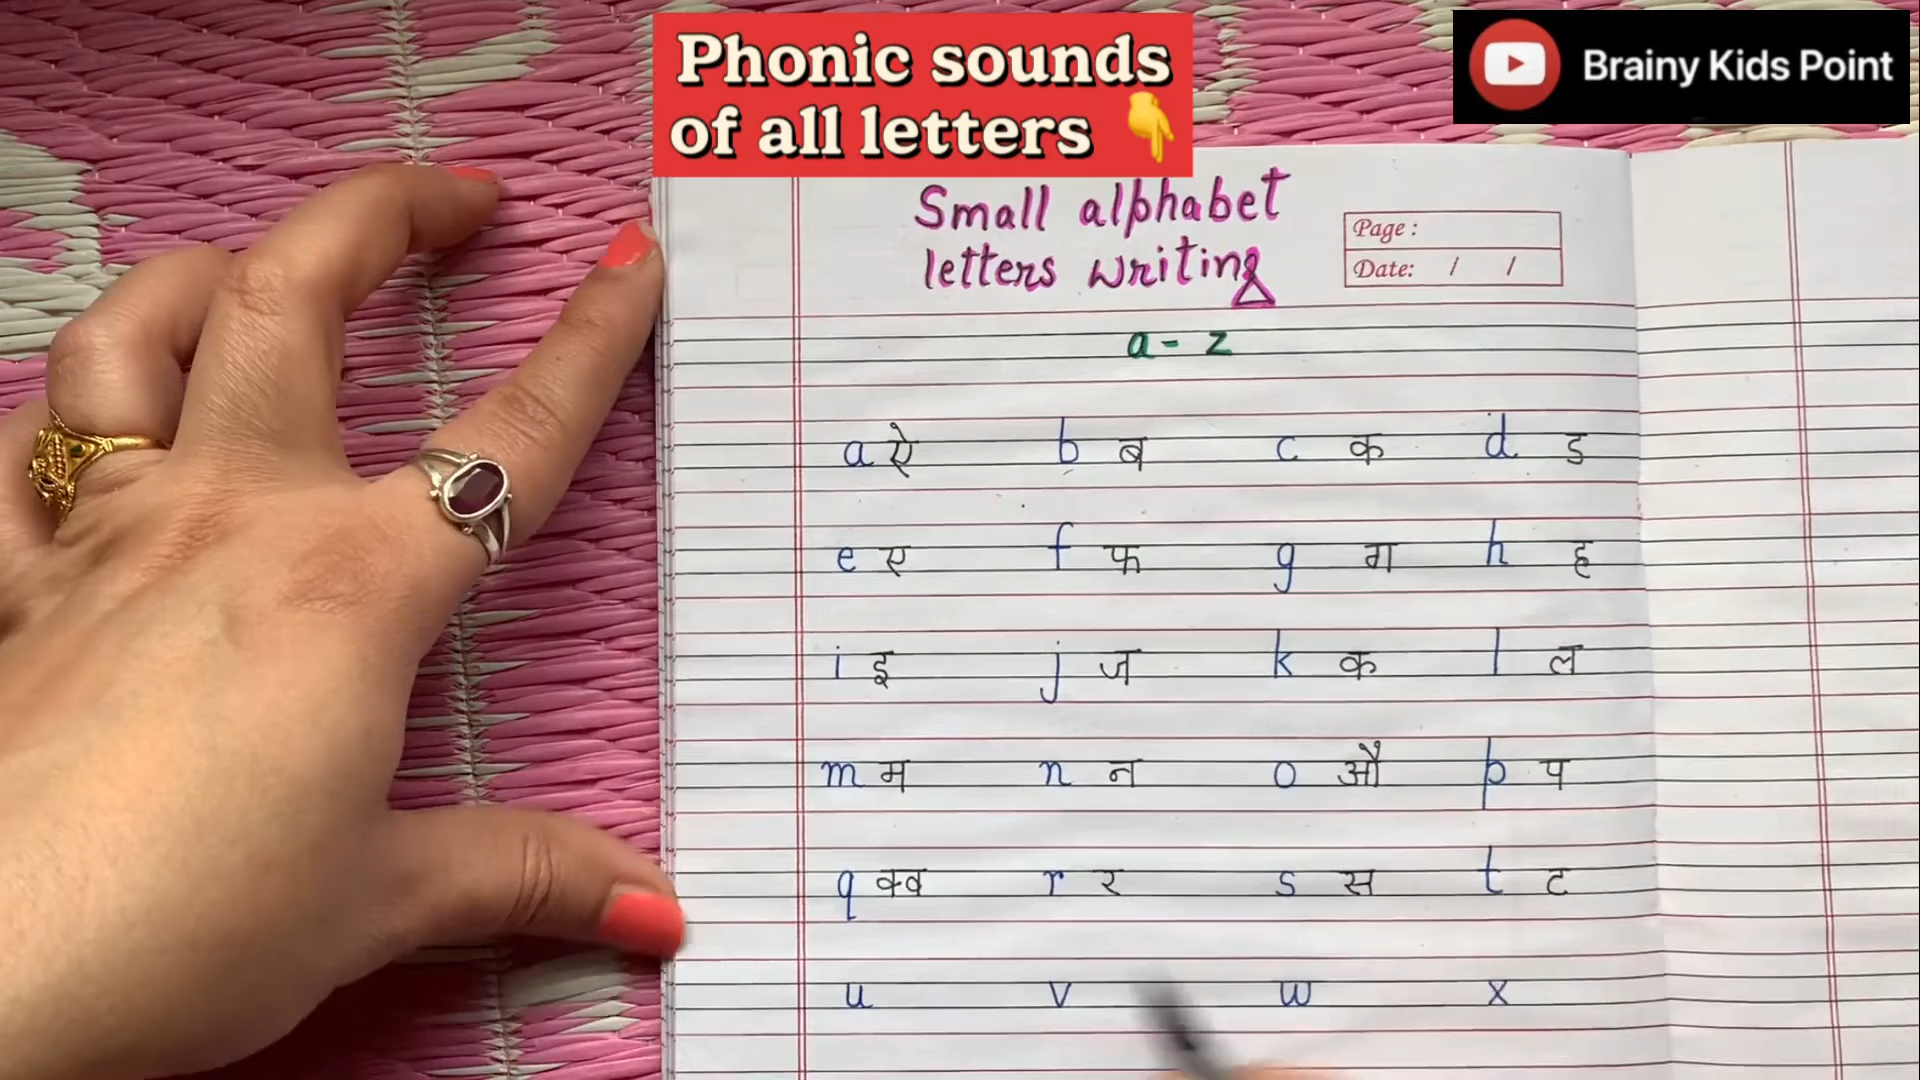 Phonic sounds
of all letters 👇
Brainy Kids Point
Small alphabet
letters writing
Page :
Date: / /
a - z
a ऐ b ब c क d ड
e ए f फ g ग h ह
i इ j ज k क l ल
m म n न o औ p प
q क्व r र s स t ट
u v w x